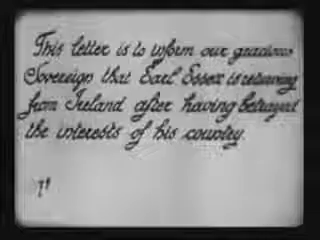 This letter is to inform our gracious
Sovereign that Earl Essex is returning
from Ireland after having betrayed
the interests of his country.